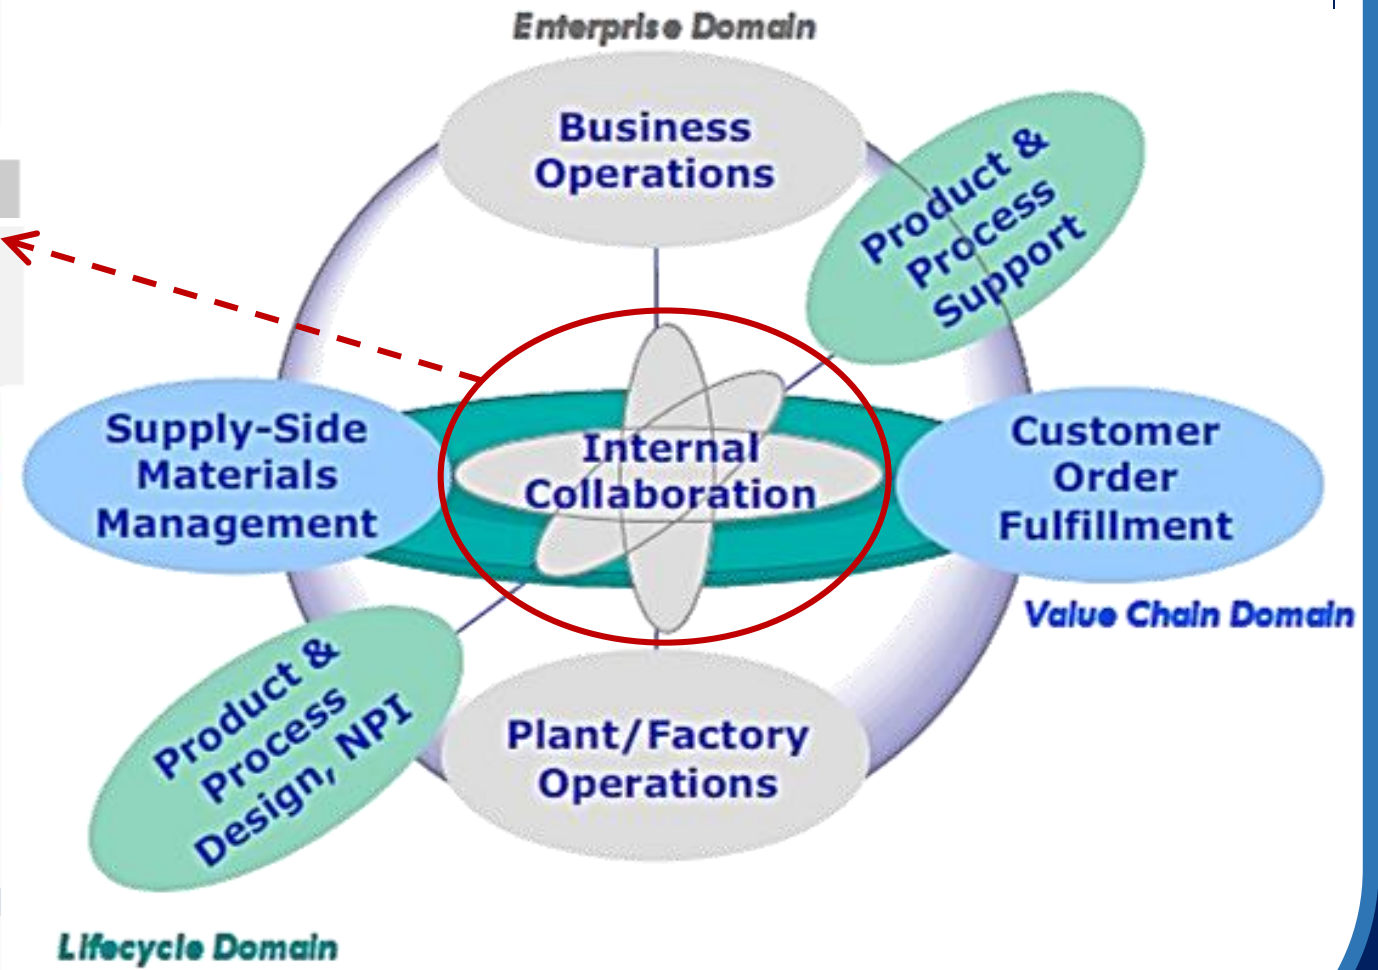 Enterprise Domain
Business
Operations
Product &
Process
Support
Supply-Side
Materials
Management
Internal
Collaboration
Customer
Order
Fulfillment
Value Chain Domain
Product &
Process
Design, NPI
Plant/Factory
Operations
Lifecycle Domain